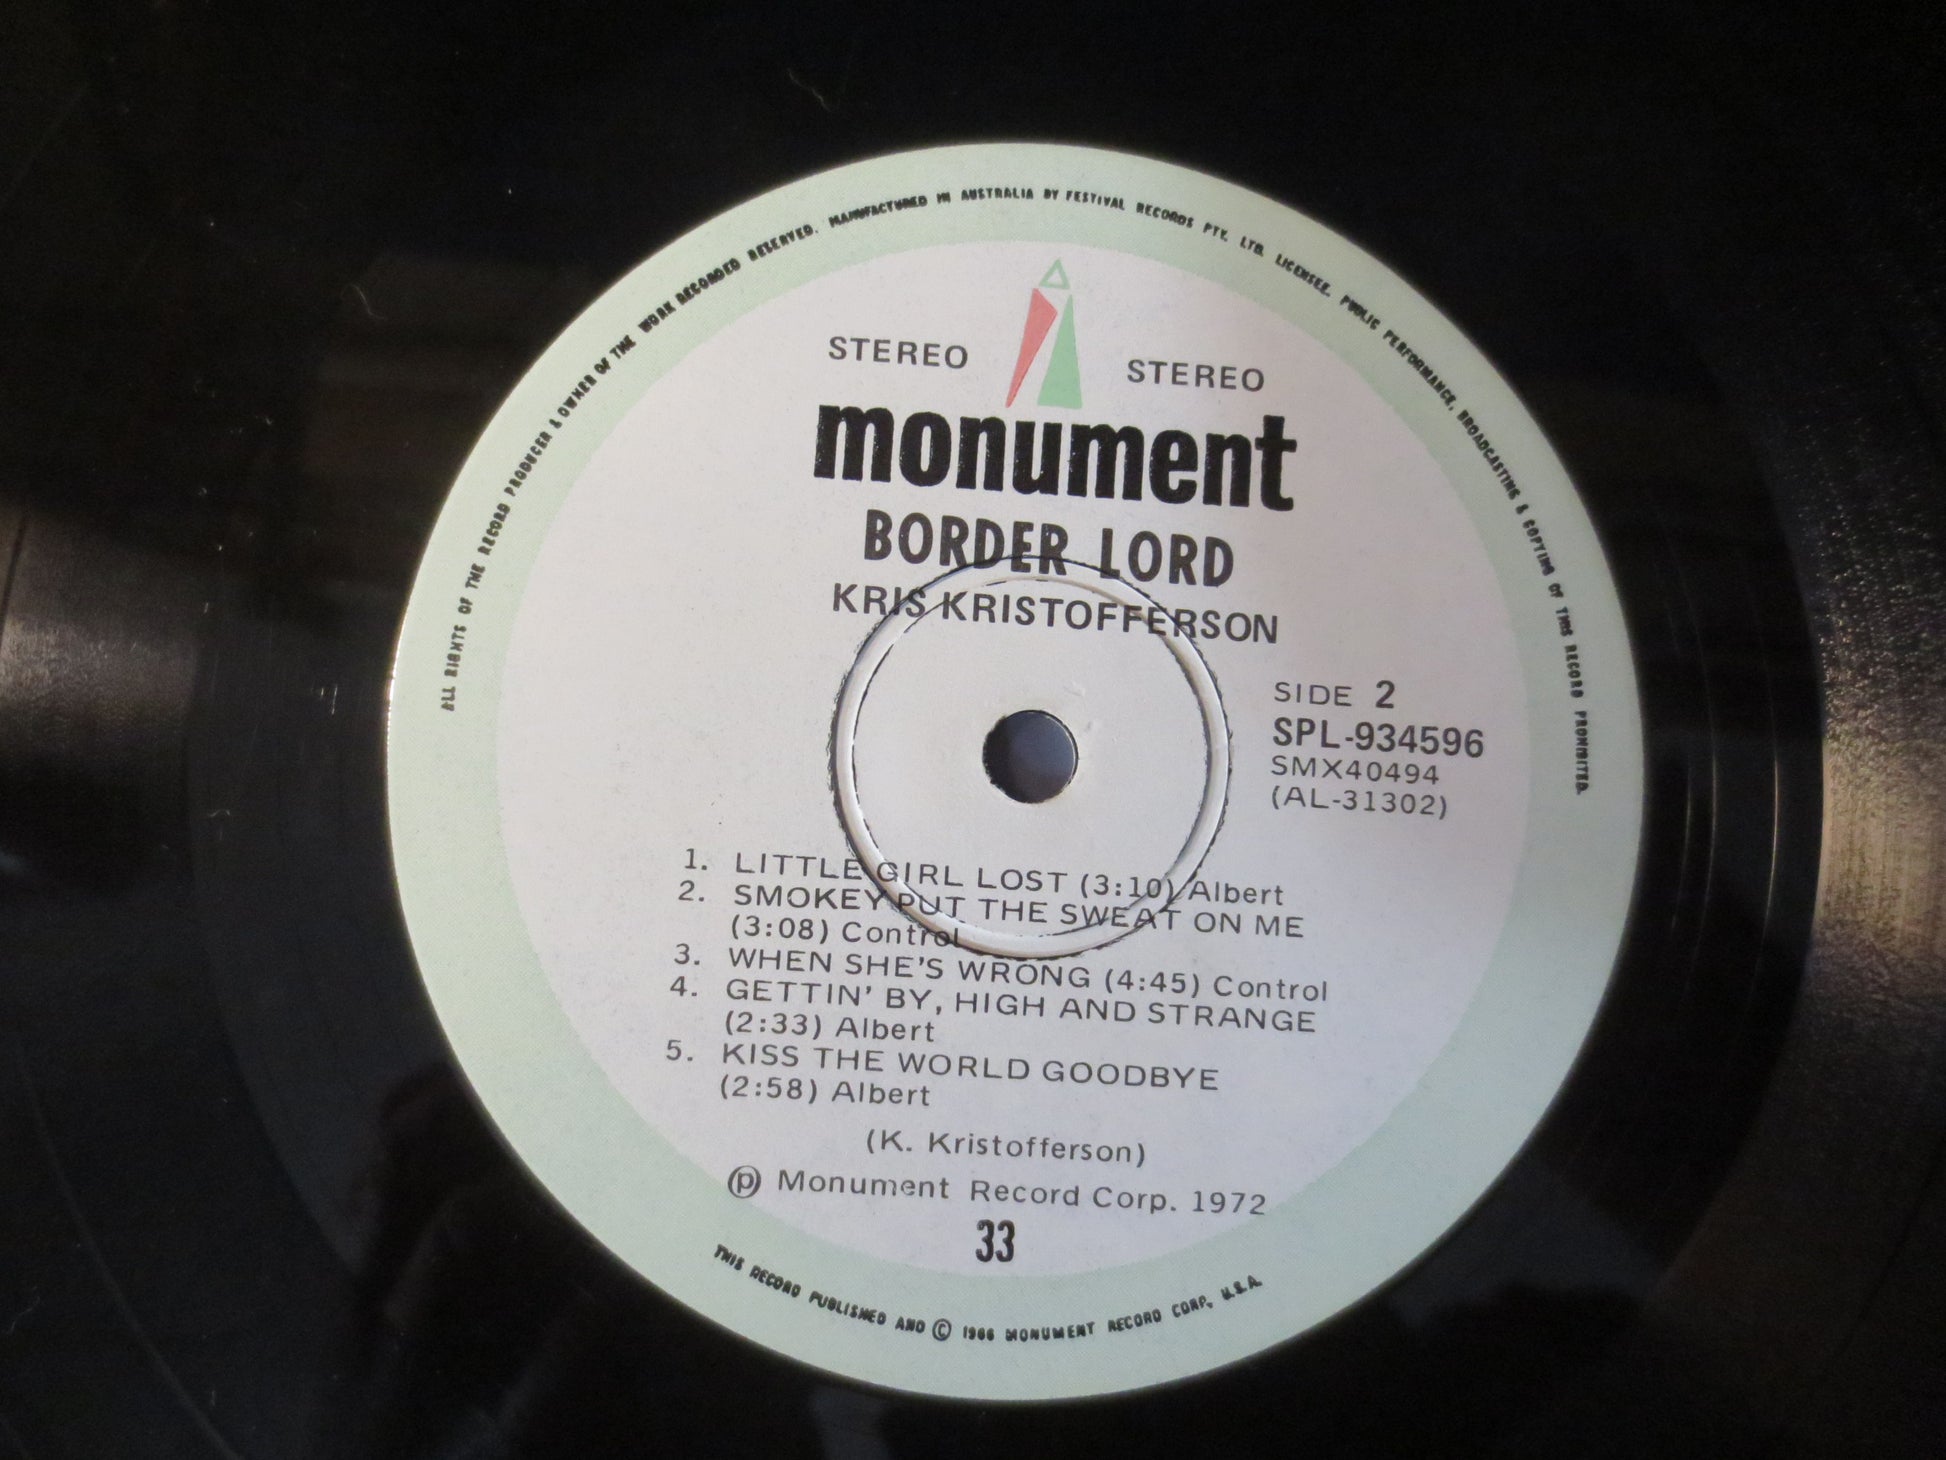 ALL RIGHTS OF THE RECORD PRODUCER & OWNER OF THE WORK RECORDED RESERVED. MANUFACTURED IN AUSTRALIA BY FESTIVAL RECORDS PTY. LTD. LICENSEE. PUBLIC PERFORMANCE, BROADCASTING & COPYING OF THIS RECORD PROHIBITED.
STEREO STEREO
monument
BORDER LORD
KRIS KRISTOFFERSON
SIDE 2
SPL-934596
SMX40494
(AL-31302)
1. LITTLE GIRL LOST (3:10) Albert
2. SMOKEY PUT THE SWEAT ON ME
(3:08) Control
3. WHEN SHE'S WRONG (4:45) Control
4. GETTIN' BY, HIGH AND STRANGE
(2:33) Albert
5. KISS THE WORLD GOODBYE
(2:58) Albert
(K. Kristofferson)
Ⓟ Monument Record Corp. 1972
33
THIS RECORD PUBLISHED AND © 1966 MONUMENT RECORD CORP., U.S.A.